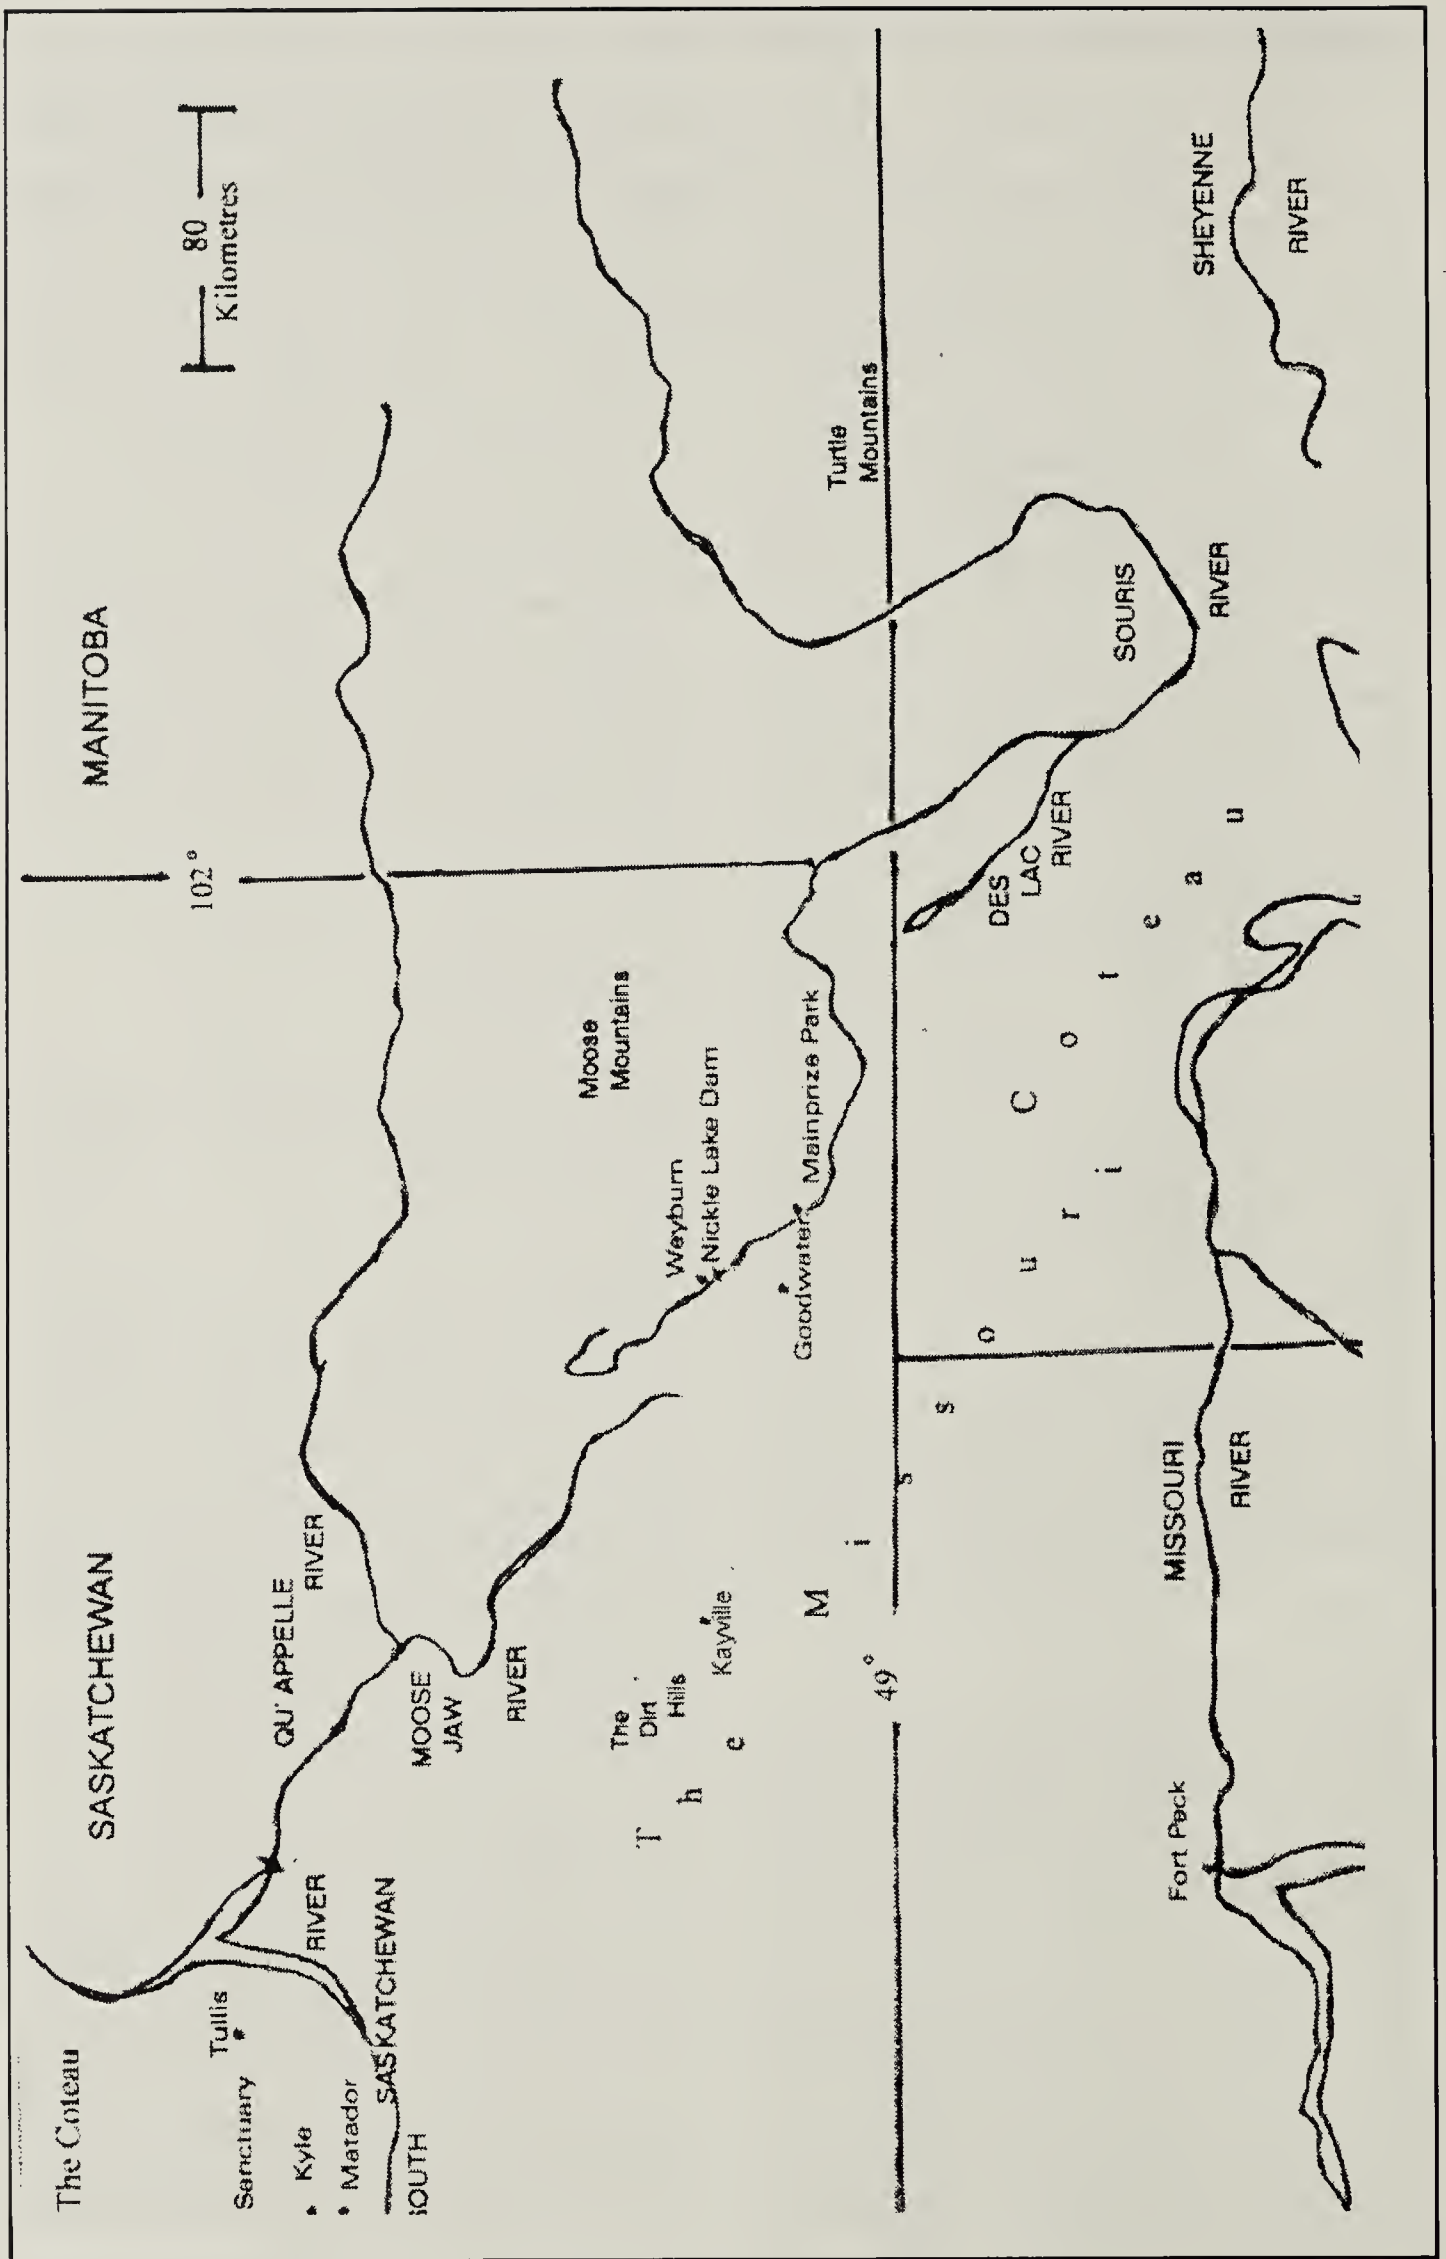 The Coteau
SASKATCHEWAN
MANITOBA
102°
80
Kilometres
Tullis
Sanctuary
Kyle
Matador
SOUTH
SASKATCHEWAN
RIVER
QU' APPELLE
RIVER
MOOSE
JAW
RIVER
The
Dirt
Hills
Kayville
Moose
Mountains
Weyburn
Nickle Lake Dam
Goodwater
Mainprize Park
Turtle
Mountains
The Missouri Coteau
49°
DES
LAC
RIVER
SOURIS
RIVER
SHEYENNE
RIVER
Fort Peck
MISSOURI
RIVER